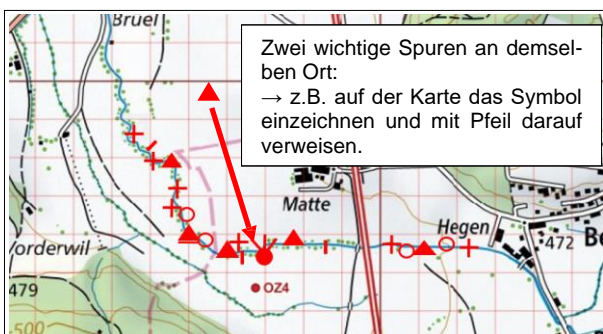 Bruel
Zwei wichtige Spuren an demsel-
ben Ort:
→ z.B. auf der Karte das Symbol
einzeichnen und mit Pfeil darauf
verweisen.
Matte
Hegen
Vorderwil
472
OZ4
479
500